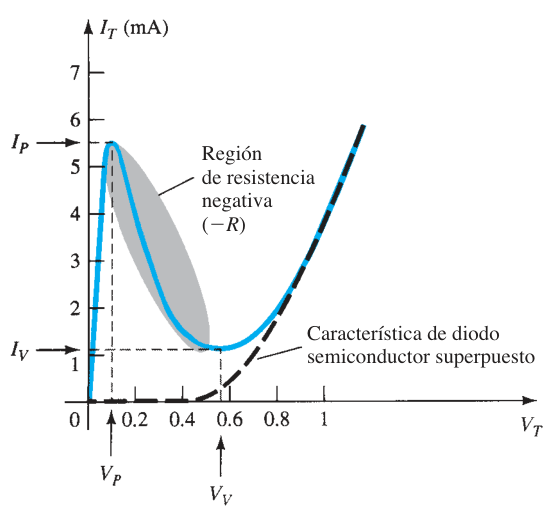 I_T (mA)
7
6
I_P
5
4
3
2
I_V
1
Región
de resistencia
negativa
(−R)
Característica de diodo
semiconductor superpuesto
0
0.2
0.4
0.6
0.8
1
V_T
V_P
V_V